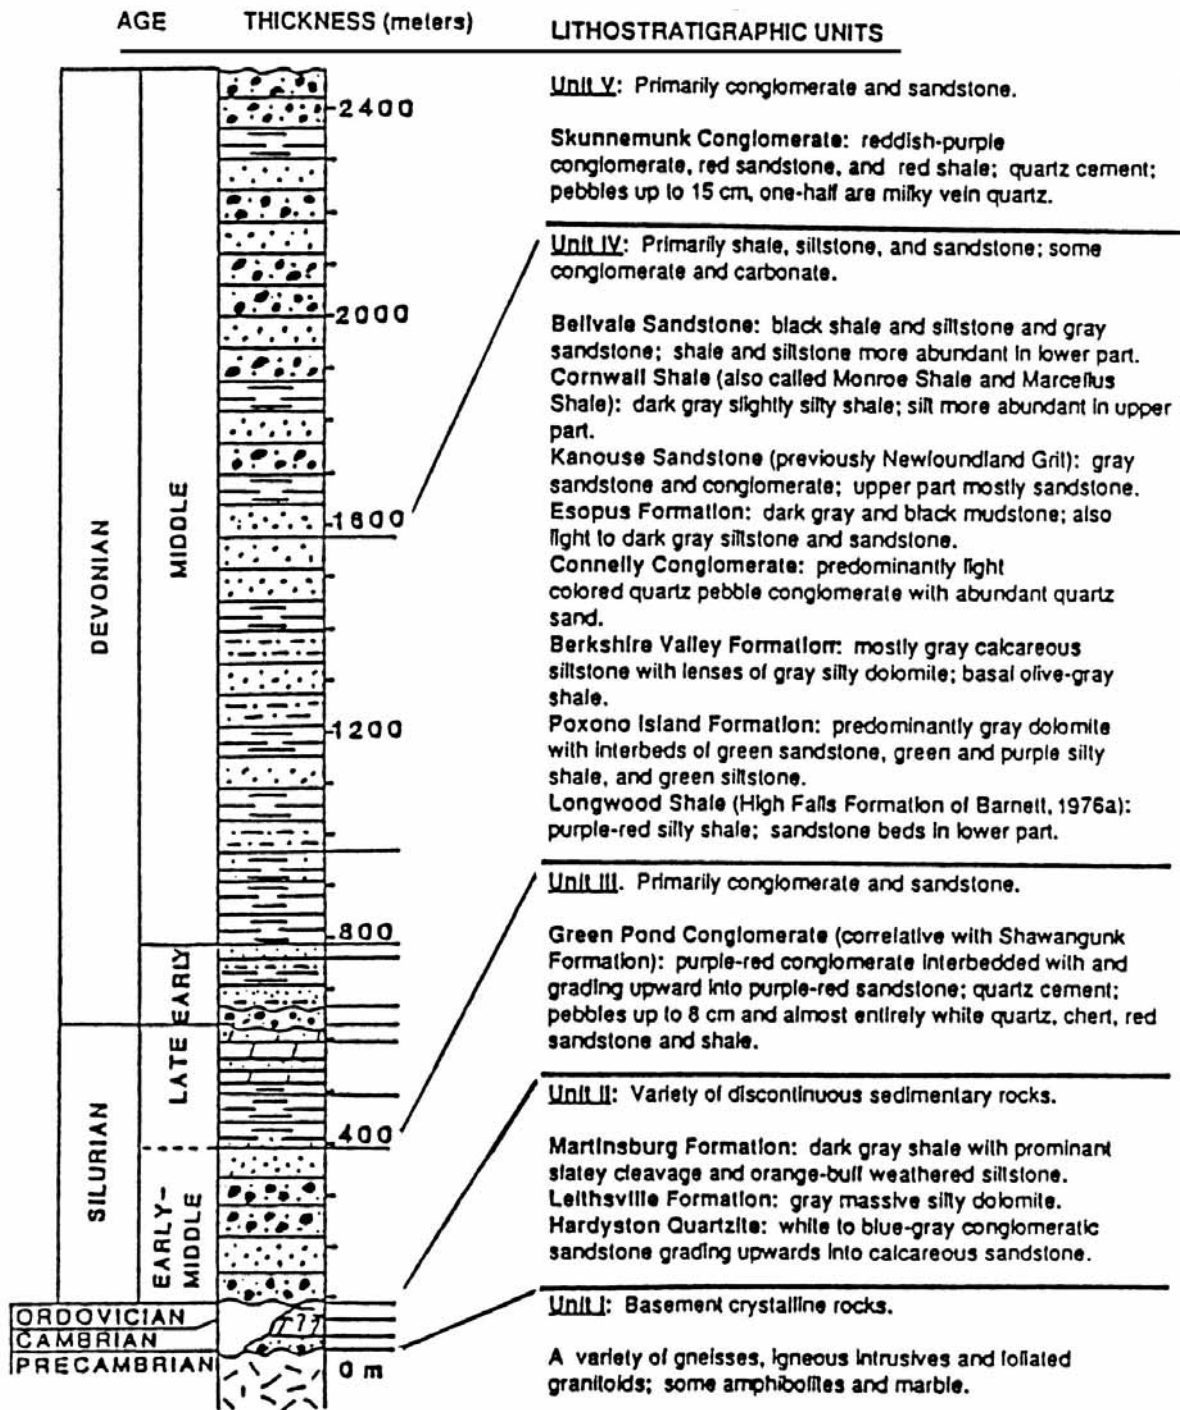 AGE THICKNESS (meters) LITHOSTRATIGRAPHIC UNITS
2400
2000
1600
1200
800
400
0 m
DEVONIAN
MIDDLE
EARLY
SILURIAN
LATE
EARLY-
MIDDLE
ORDOVICIAN
CAMBRIAN
PRECAMBRIAN
?
Unit V: Primarily conglomerate and sandstone.
Skunnemunk Conglomerate: reddish-purple
conglomerate, red sandstone, and red shale; quartz cement;
pebbles up to 15 cm, one-half are milky vein quartz.
Unit IV: Primarily shale, siltstone, and sandstone; some
conglomerate and carbonate.
Bellvale Sandstone: black shale and siltstone and gray
sandstone; shale and siltstone more abundant in lower part.
Cornwall Shale (also called Monroe Shale and Marcellus
Shale): dark gray slightly silty shale; silt more abundant in upper
part.
Kanouse Sandstone (previously Newfoundland Grit): gray
sandstone and conglomerate; upper part mostly sandstone.
Esopus Formation: dark gray and black mudstone; also
light to dark gray siltstone and sandstone.
Connelly Conglomerate: predominantly light
colored quartz pebble conglomerate with abundant quartz
sand.
Berkshire Valley Formation: mostly gray calcareous
siltstone with lenses of gray silty dolomite; basal olive-gray
shale.
Poxono Island Formation: predominantly gray dolomite
with interbeds of green sandstone, green and purple silty
shale, and green siltstone.
Longwood Shale (High Falls Formation of Barnett, 1976a):
purple-red silty shale; sandstone beds in lower part.
Unit III. Primarily conglomerate and sandstone.
Green Pond Conglomerate (correlative with Shawangunk
Formation): purple-red conglomerate interbedded with and
grading upward into purple-red sandstone; quartz cement;
pebbles up to 8 cm and almost entirely white quartz, chert, red
sandstone and shale.
Unit II: Variety of discontinuous sedimentary rocks.
Martinsburg Formation: dark gray shale with prominant
slatey cleavage and orange-buff weathered siltstone.
Leithsville Formation: gray massive silty dolomite.
Hardyston Quartzite: white to blue-gray conglomeratic
sandstone grading upwards into calcareous sandstone.
Unit I: Basement crystalline rocks.
A variety of gneisses, igneous intrusives and foliated
granitoids; some amphibolites and marble.